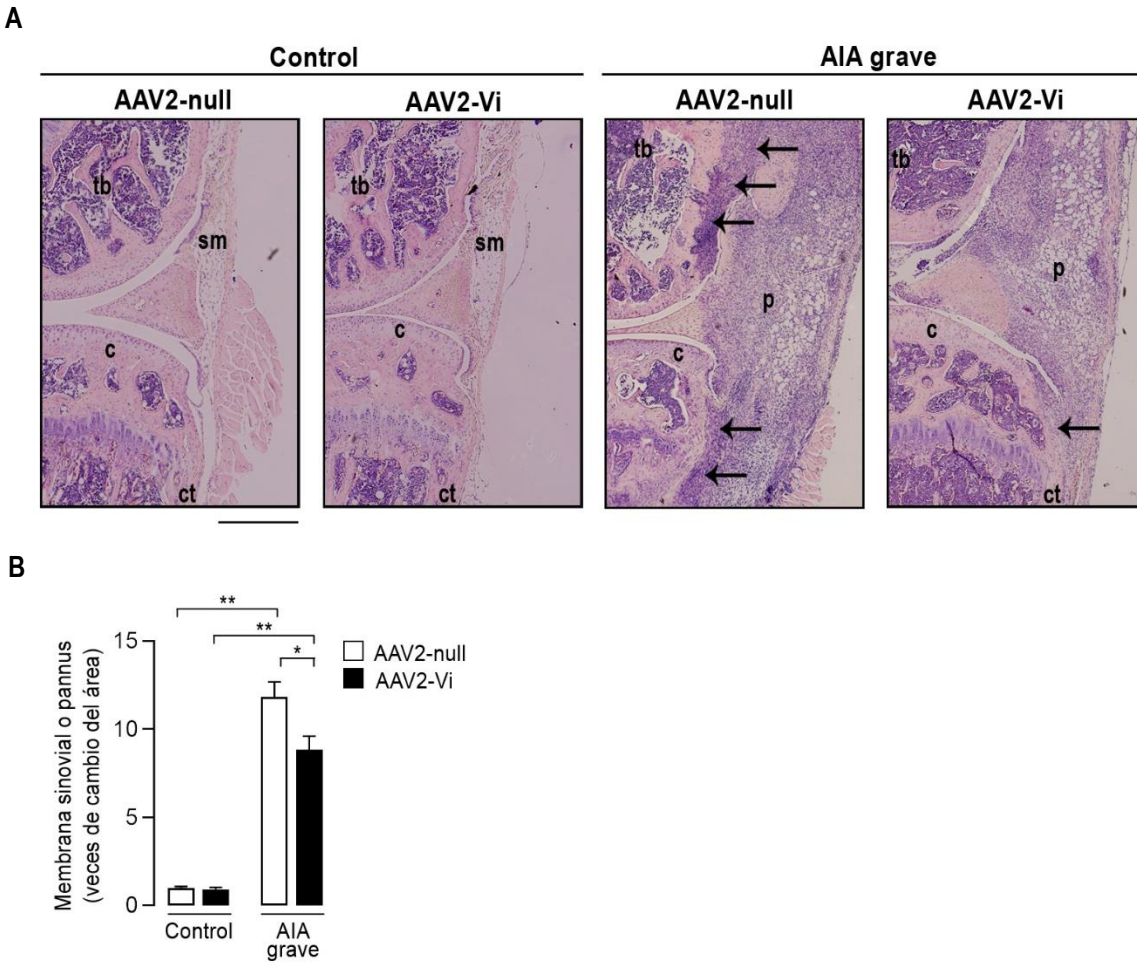 A
Control
AIA grave
AAV2-null
AAV2-Vi
AAV2-null
AAV2-Vi
tb
sm
c
ct
tb
sm
c
ct
tb
p
c
tb
p
c
ct
B
Membrana sinovial o pannus
(veces de cambio del área)
15
10
5
0
**
**
*
AAV2-null
AAV2-Vi
Control
AIA
grave